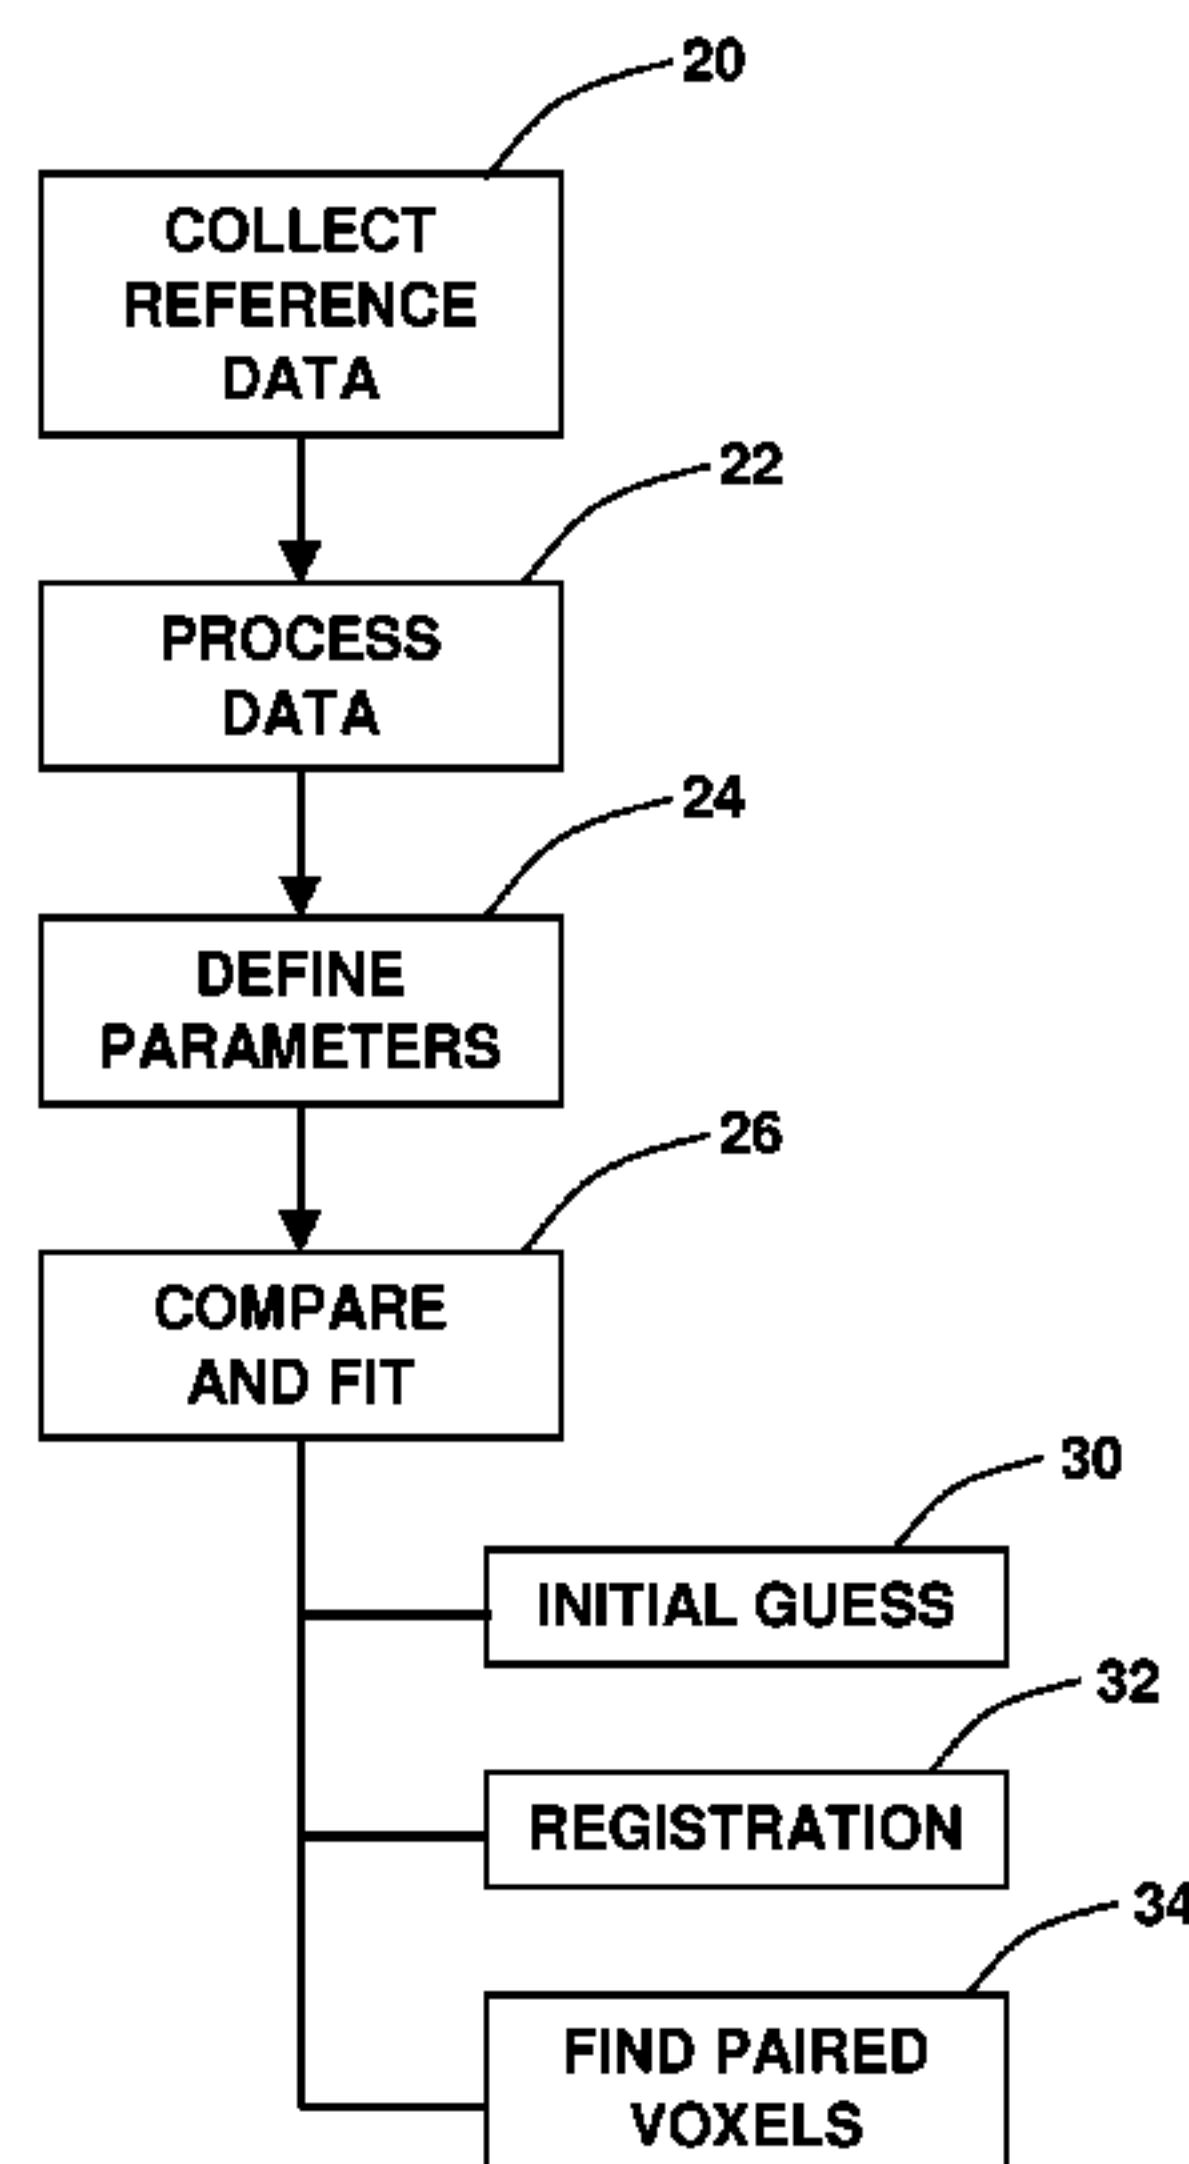 20
COLLECT
REFERENCE
DATA
22
PROCESS
DATA
24
DEFINE
PARAMETERS
26
COMPARE
AND FIT
30
INITIAL GUESS
32
REGISTRATION
34
FIND PAIRED
VOXELS